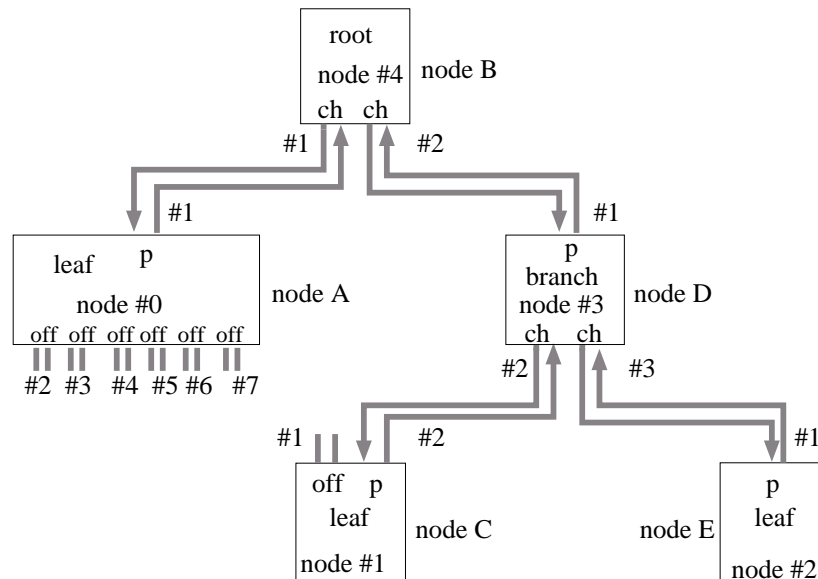 root
node #4
node B
ch ch
#1 #2
#1 #1
leaf p
node #0
node A
off off off off off off
#2 #3 #4 #5 #6 #7
p
branch
node #3
node D
ch ch
#2 #3
#1 #2 #1
off p
leaf
node #1
node C
node E
p
leaf
node #2